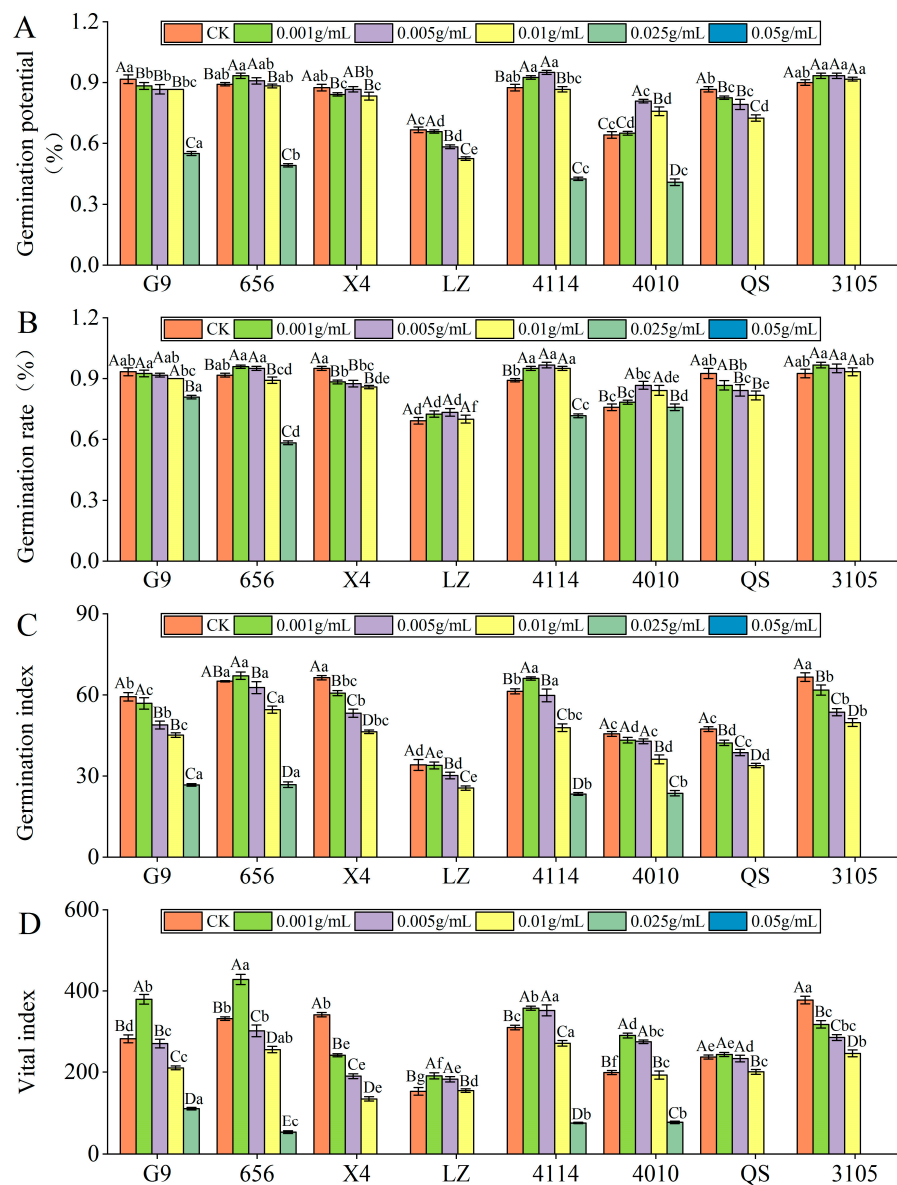 A
Germination potential
(%)
1.2
0.9
0.6
0.3
0.0
CK 0.001g/mL 0.005g/mL 0.01g/mL 0.025g/mL 0.05g/mL
Aa Bb Bb Bbc Ca
Bab Aa Aab Bab Cb
Aab Bc ABb Bc
Ac Ad Bd Ce
Bab Aa Aa Bbc Cc
Cc Cd Ac Bd Dc
Ab Bc Bc Cd
Aab Aa Aa Aa
G9 656 X4 LZ 4114 4010 QS 3105
B
Germination rate (%)
1.2
0.9
0.6
0.3
0.0
CK 0.001g/mL 0.005g/mL 0.01g/mL 0.025g/mL 0.05g/mL
Aab Aa Aab Abc Ba
Bab Aa Aa Bcd Cd
Aa Bb Bbc Bde
Ad Ad Ad Af
Bb Aa Aa Aa Cc
Bc Bc Abc Ade Bd
Aab ABb Bc Be
Aab Aa Aa Aab
G9 656 X4 LZ 4114 4010 QS 3105
C
Germination index
90
60
30
0
CK 0.001g/mL 0.005g/mL 0.01g/mL 0.025g/mL 0.05g/mL
Ab Ac Bb Bc Ca
ABa Aa Ba Ca Da
Aa Bbc Cb Dbc
Ad Ae Bd Ce
Bb Aa Ba Cbc Db
Ac Ad Ac Bd Cb
Ac Bd Cc Dd
Aa Bb Cb Db
G9 656 X4 LZ 4114 4010 QS 3105
D
Vital index
600
400
200
0
CK 0.001g/mL 0.005g/mL 0.01g/mL 0.025g/mL 0.05g/mL
Bd Ab Bc Cc Da
Bb Aa Cb Dab Ec
Ab Be Ce De
Bg Af Ae Bd
Bc Ab Aa Ca Db
Bf Ad Abc Bc Cb
Ae Ae Ad Bc
Aa Bc Cbc Db
G9 656 X4 LZ 4114 4010 QS 3105